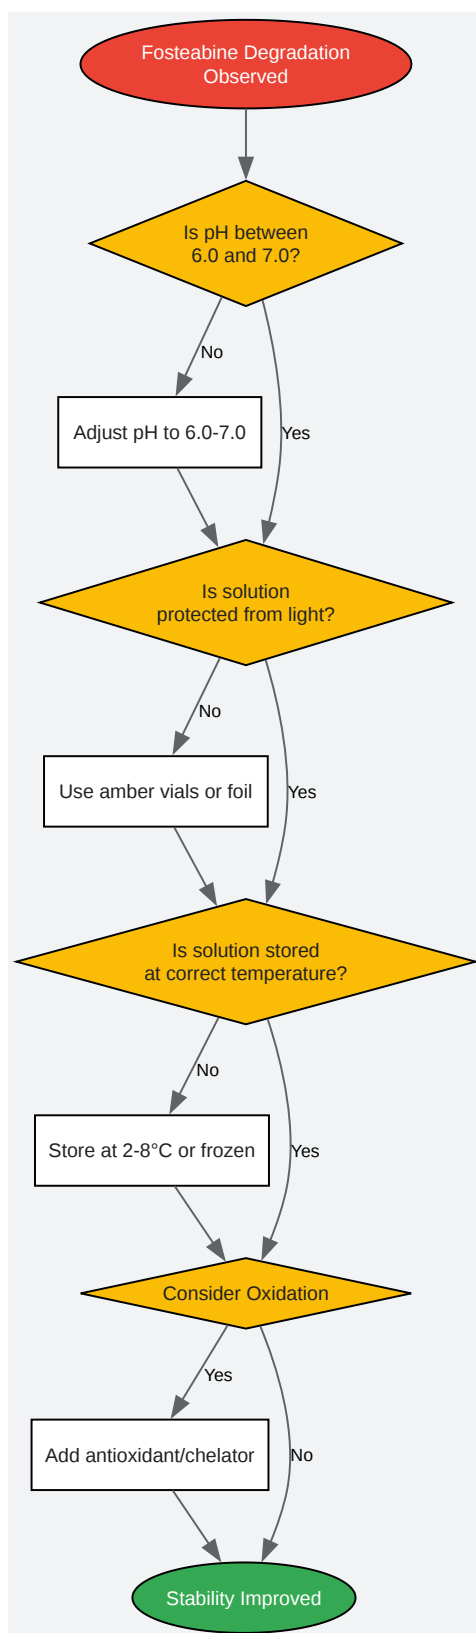 Fosteabine Degradation
Observed
Is pH between
6.0 and 7.0?
No
Adjust pH to 6.0-7.0
Yes
Is solution
protected from light?
No
Use amber vials or foil
Yes
Is solution stored
at correct temperature?
No
Store at 2-8°C or frozen
Yes
Consider Oxidation
Yes
Add antioxidant/chelator
No
Stability Improved